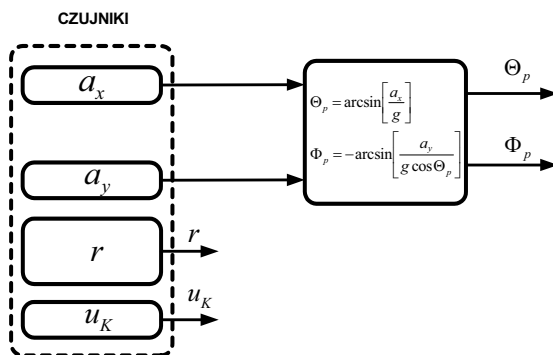 CZUJNIKI
a_x
a_y
r
u_K
r
u_K
Θ_p = arcsin[a_x / g]
Φ_p = −arcsin[a_y / (g cos Θ_p)]
Θ_p
Φ_p